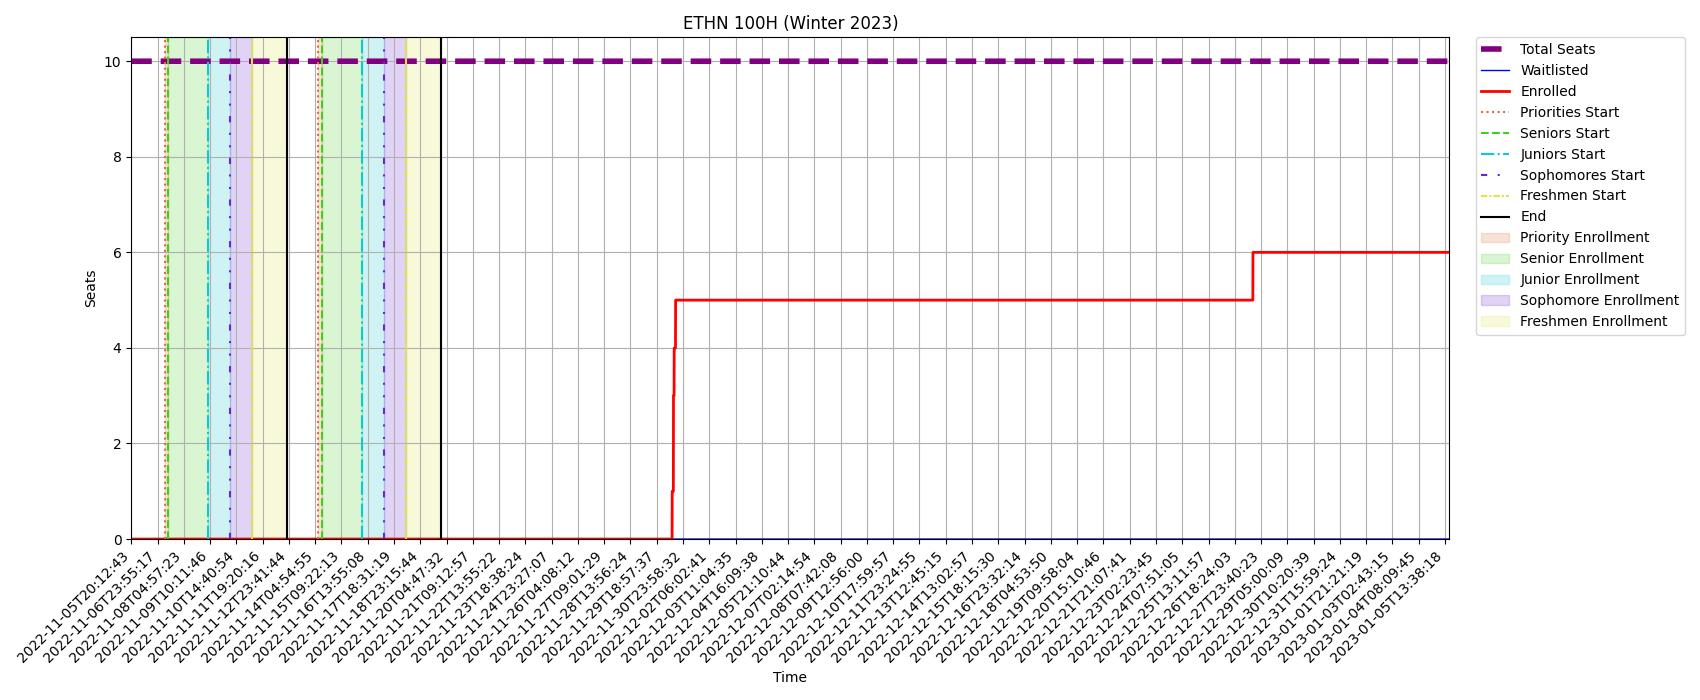 ETHN 100H (Winter 2023)
Seats
10
8
6
4
2
0
2022-11-05T20:12:43
2022-11-06T23:55:17
2022-11-08T04:57:23
2022-11-09T10:11:46
2022-11-10T14:40:54
2022-11-11T19:20:16
2022-11-12T23:41:44
2022-11-14T04:54:55
2022-11-15T09:22:13
2022-11-16T13:55:08
2022-11-17T18:31:19
2022-11-18T23:15:44
2022-11-20T04:47:32
2022-11-21T09:12:57
2022-11-22T13:55:22
2022-11-23T18:38:24
2022-11-24T23:27:07
2022-11-26T04:08:12
2022-11-27T09:01:29
2022-11-28T13:56:24
2022-11-29T18:57:37
2022-11-30T23:58:32
2022-12-02T06:02:41
2022-12-03T11:04:35
2022-12-04T16:09:38
2022-12-05T21:10:44
2022-12-07T02:14:54
2022-12-08T07:42:08
2022-12-09T12:56:00
2022-12-10T17:59:57
2022-12-11T23:24:55
2022-12-13T12:45:15
2022-12-14T13:02:57
2022-12-15T18:15:30
2022-12-16T23:32:14
2022-12-18T04:53:50
2022-12-19T09:58:04
2022-12-20T15:10:46
2022-12-21T21:07:41
2022-12-23T02:23:45
2022-12-24T07:51:05
2022-12-25T13:11:57
2022-12-26T18:24:03
2022-12-27T23:40:23
2022-12-29T05:00:09
2022-12-30T10:20:39
2022-12-31T15:59:24
2023-01-01T21:21:19
2023-01-03T02:43:15
2023-01-04T08:09:45
2023-01-05T13:38:18
Time
Total Seats
Waitlisted
Enrolled
Priorities Start
Seniors Start
Juniors Start
Sophomores Start
Freshmen Start
End
Priority Enrollment
Senior Enrollment
Junior Enrollment
Sophomore Enrollment
Freshmen Enrollment